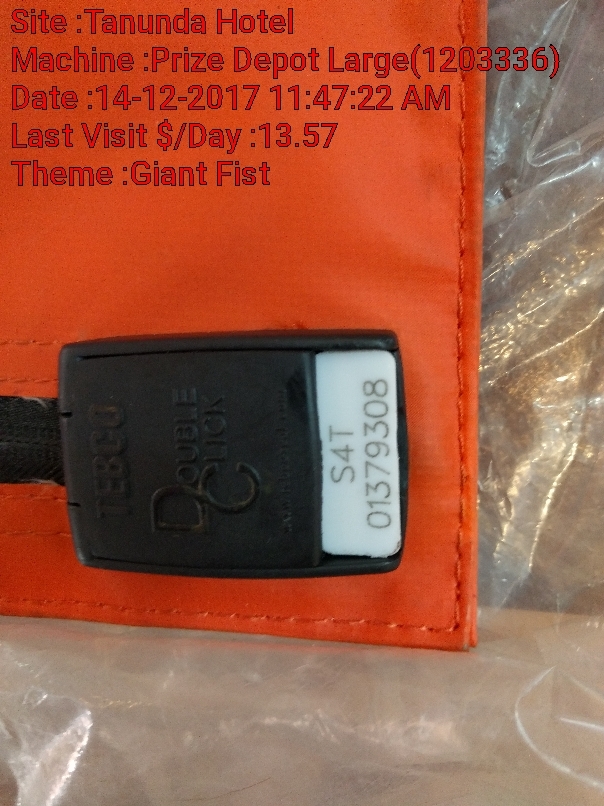 Site :Tanunda Hotel
Machine :Prize Depot Large(1203336)
Date :14-12-2017 11:47:22 AM
Last Visit $/Day :13.57
Theme :Giant Fist
TEBCO
DOUBLE
CLICK
S4T
01379308